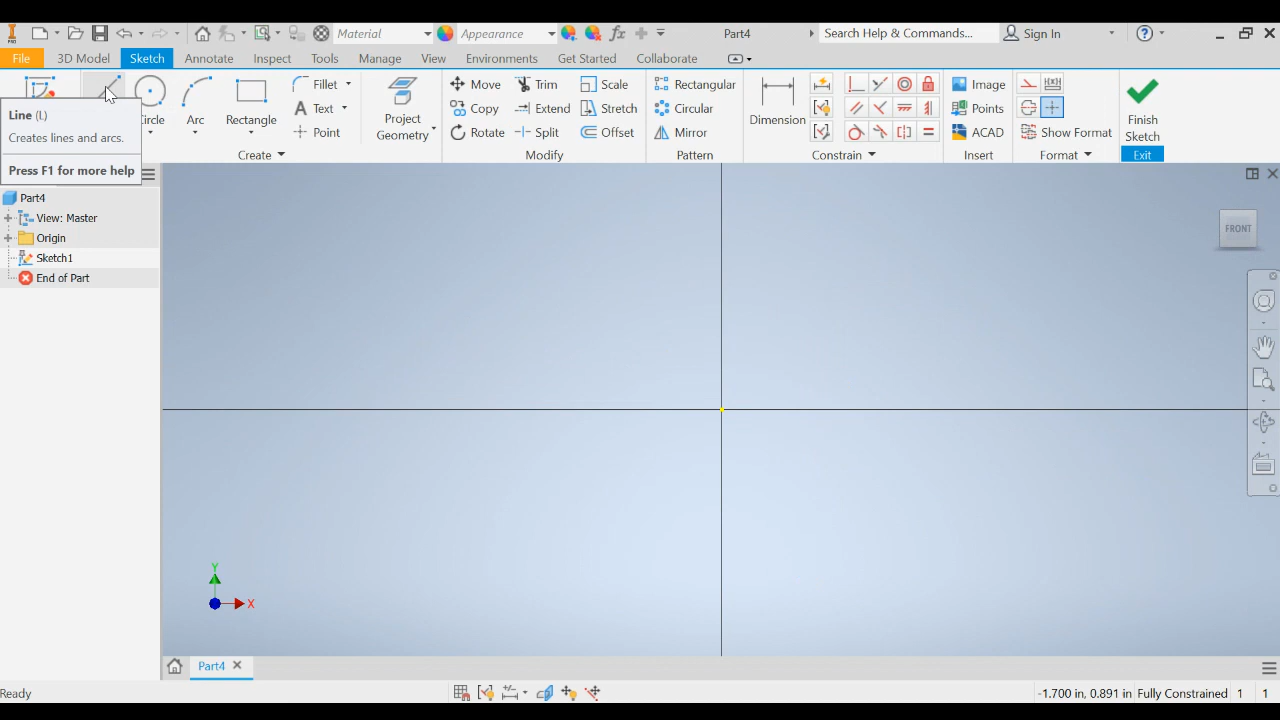 PRO
Material
Appearance
Part4
Search Help & Commands...
Sign In
File
3D Model
Sketch
Annotate
Inspect
Tools
Manage
View
Environments
Get Started
Collaborate
Line (L)
Creates lines and arcs.
Press F1 for more help
Circle
Arc
Rectangle
Fillet
Text
Point
Create
Project
Geometry
Move
Copy
Rotate
Trim
Extend
Split
Scale
Stretch
Offset
Modify
Rectangular
Circular
Mirror
Pattern
Dimension
Constrain
Image
Points
ACAD
Insert
Show Format
Format
Finish
Sketch
Exit
Part4
View: Master
Origin
Sketch1
End of Part
FRONT
Y
X
Part4
Ready
-1.700 in, 0.891 in Fully Constrained 1 1